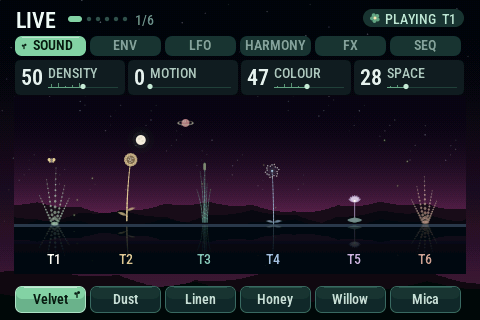 LIVE 1/6 PLAYING T1
SOUND ENV LFO HARMONY FX SEQ
50 DENSITY 0 MOTION 47 COLOUR 28 SPACE
T1 T2 T3 T4 T5 T6
Velvet Dust Linen Honey Willow Mica